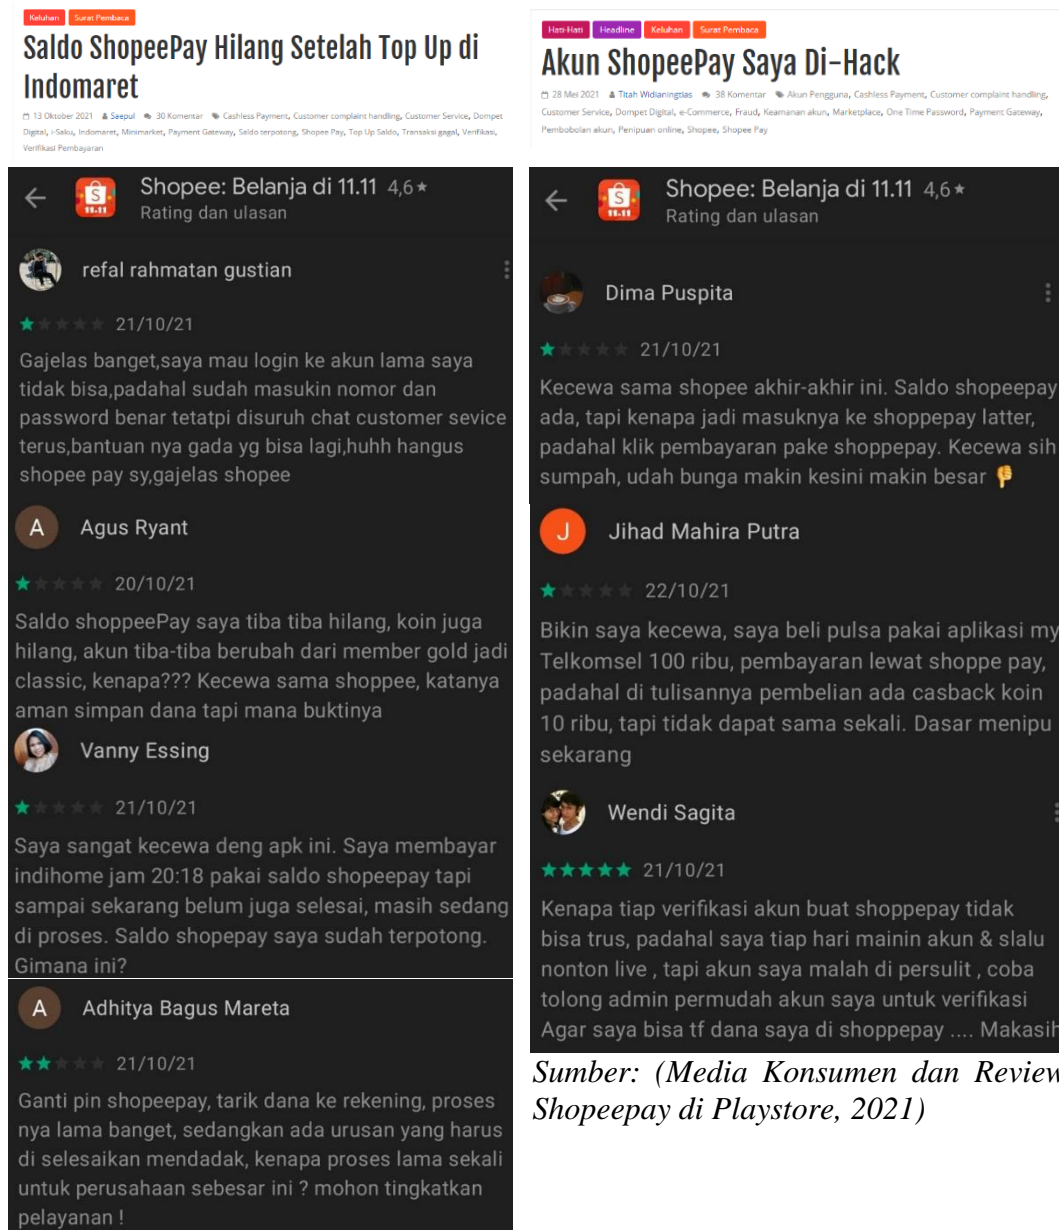 Keluhan Surat Pembaca
Saldo ShopeePay Hilang Setelah Top Up di
Indomaret
13 Oktober 2021 Saepul 30 Komentar Cashless Payment, Customer complaint handling, Customer Service, Dompet
Digital, i-Saku, Indomaret, Minimarket, Payment Gateway, Saldo terpotong, Shopee Pay, Top Up Saldo, Transaksi gagal, Verifikasi,
Verifikasi Pembayaran
← S 11.11 Shopee: Belanja di 11.11 4,6★
Rating dan ulasan
refal rahmatan gustian
★★★★★ 21/10/21
Gajelas banget,saya mau login ke akun lama saya
tidak bisa,padahal sudah masukin nomor dan
password benar tetatpi disuruh chat customer sevice
terus,bantuan nya gada yg bisa lagi,huhh hangus
shopee pay sy,gajelas shopee
A Agus Ryant
★★★★★ 20/10/21
Saldo shoppeePay saya tiba tiba hilang, koin juga
hilang, akun tiba-tiba berubah dari member gold jadi
classic, kenapa??? Kecewa sama shoppee, katanya
aman simpan dana tapi mana buktinya
Vanny Essing
★★★★★ 21/10/21
Saya sangat kecewa deng apk ini. Saya membayar
indihome jam 20:18 pakai saldo shopeepay tapi
sampai sekarang belum juga selesai, masih sedang
di proses. Saldo shopepay saya sudah terpotong.
Gimana ini?
A Adhitya Bagus Mareta
★★★★★ 21/10/21
Ganti pin shopeepay, tarik dana ke rekening, proses
nya lama banget, sedangkan ada urusan yang harus
di selesaikan mendadak, kenapa proses lama sekali
untuk perusahaan sebesar ini ? mohon tingkatkan
pelayanan !
Hati-Hati Headline Keluhan Surat Pembaca
Akun ShopeePay Saya Di-Hack
28 Mei 2021 Titah Widianingtias 38 Komentar Akun Pengguna, Cashless Payment, Customer complaint handling,
Customer Service, Dompet Digital, e-Commerce, Fraud, Keamanan akun, Marketplace, One Time Password, Payment Gateway,
Pembobolan akun, Penipuan online, Shopee, Shopee Pay
← S 11.11 Shopee: Belanja di 11.11 4,6★
Rating dan ulasan
Dima Puspita
★★★★★ 21/10/21
Kecewa sama shopee akhir-akhir ini. Saldo shopeepay
ada, tapi kenapa jadi masuknya ke shoppepay latter,
padahal klik pembayaran pake shoppepay. Kecewa sih
sumpah, udah bunga makin kesini makin besar 👎
J Jihad Mahira Putra
★★★★★ 22/10/21
Bikin saya kecewa, saya beli pulsa pakai aplikasi my
Telkomsel 100 ribu, pembayaran lewat shoppe pay,
padahal di tulisannya pembelian ada casback koin
10 ribu, tapi tidak dapat sama sekali. Dasar menipu
sekarang
Wendi Sagita
★★★★★ 21/10/21
Kenapa tiap verifikasi akun buat shoppepay tidak
bisa trus, padahal saya tiap hari mainin akun & slalu
nonton live , tapi akun saya malah di persulit , coba
tolong admin permudah akun saya untuk verifikasi
Agar saya bisa tf dana saya di shoppepay .... Makasih
Sumber: (Media Konsumen dan Review
Shopeepay di Playstore, 2021)